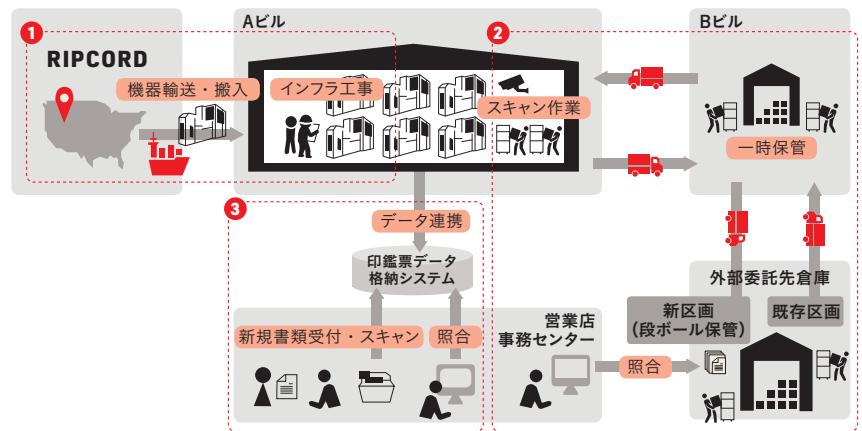 1
RIPCORD
機器輸送・搬入
Aビル
インフラ工事
スキャン作業
2
Bビル
一時保管
3
データ連携
印鑑票データ
格納システム
新規書類受付・スキャン
照合
営業店
事務センター
照合
外部委託先倉庫
新区画
（段ボール保管）
既存区画